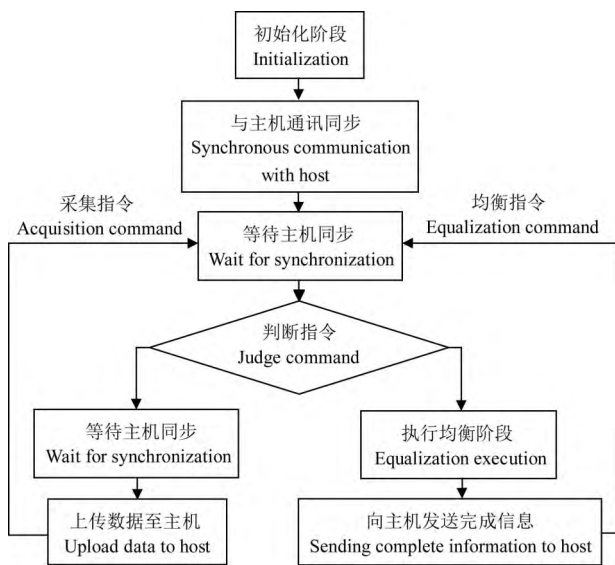 初始化阶段
Initialization
与主机通讯同步
Synchronous communication
with host
采集指令
Acquisition command
均衡指令
Equalization command
等待主机同步
Wait for synchronization
判断指令
Judge command
等待主机同步
Wait for synchronization
执行均衡阶段
Equalization execution
上传数据至主机
Upload data to host
向主机发送完成信息
Sending complete information to host